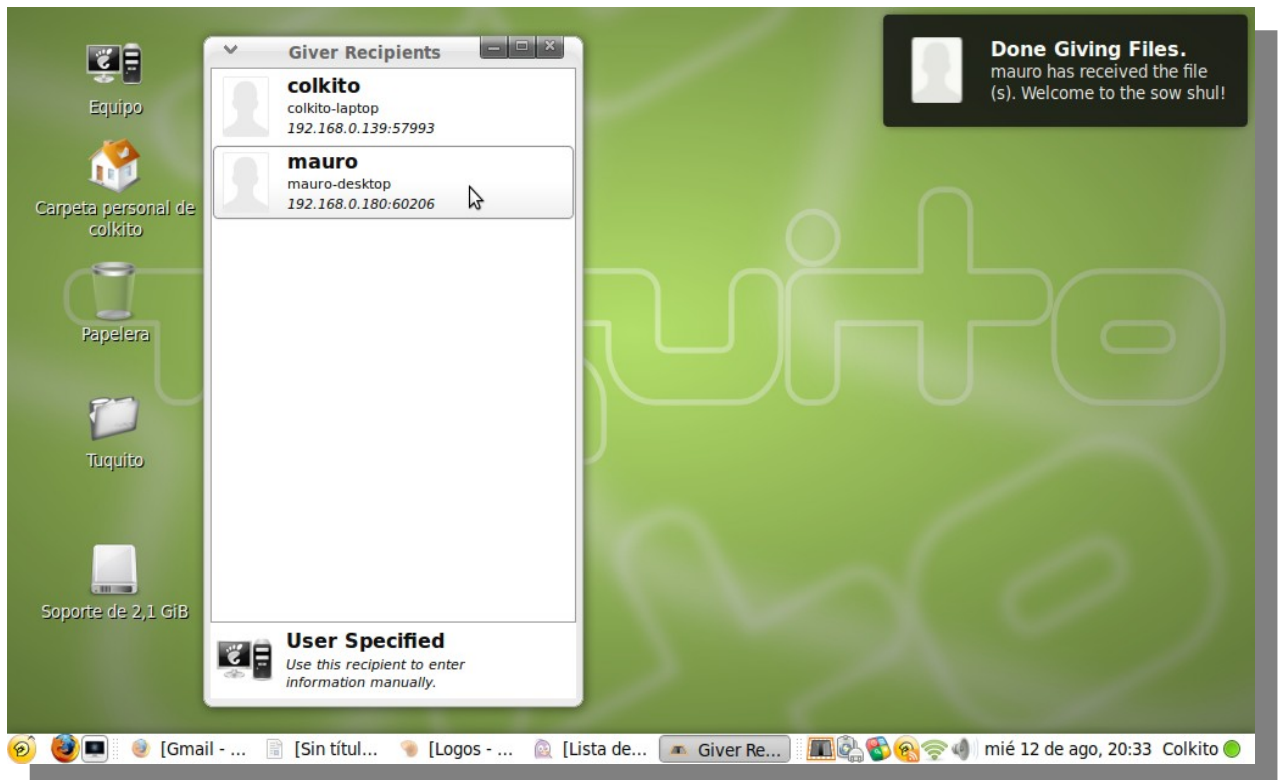 Equipo
Carpeta personal de
colkito
Papelera
Tuquito
Soporte de 2,1 GiB
Giver Recipients
colkito
colkito-laptop
192.168.0.139:57993
mauro
mauro-desktop
192.168.0.180:60206
User Specified
Use this recipient to enter
information manually.
Done Giving Files.
mauro has received the file
(s). Welcome to the sow shul!
tuquito
[Gmail - ... [Sin títul... [Logos - ... [Lista de... Giver Re... mié 12 de ago, 20:33 Colkito